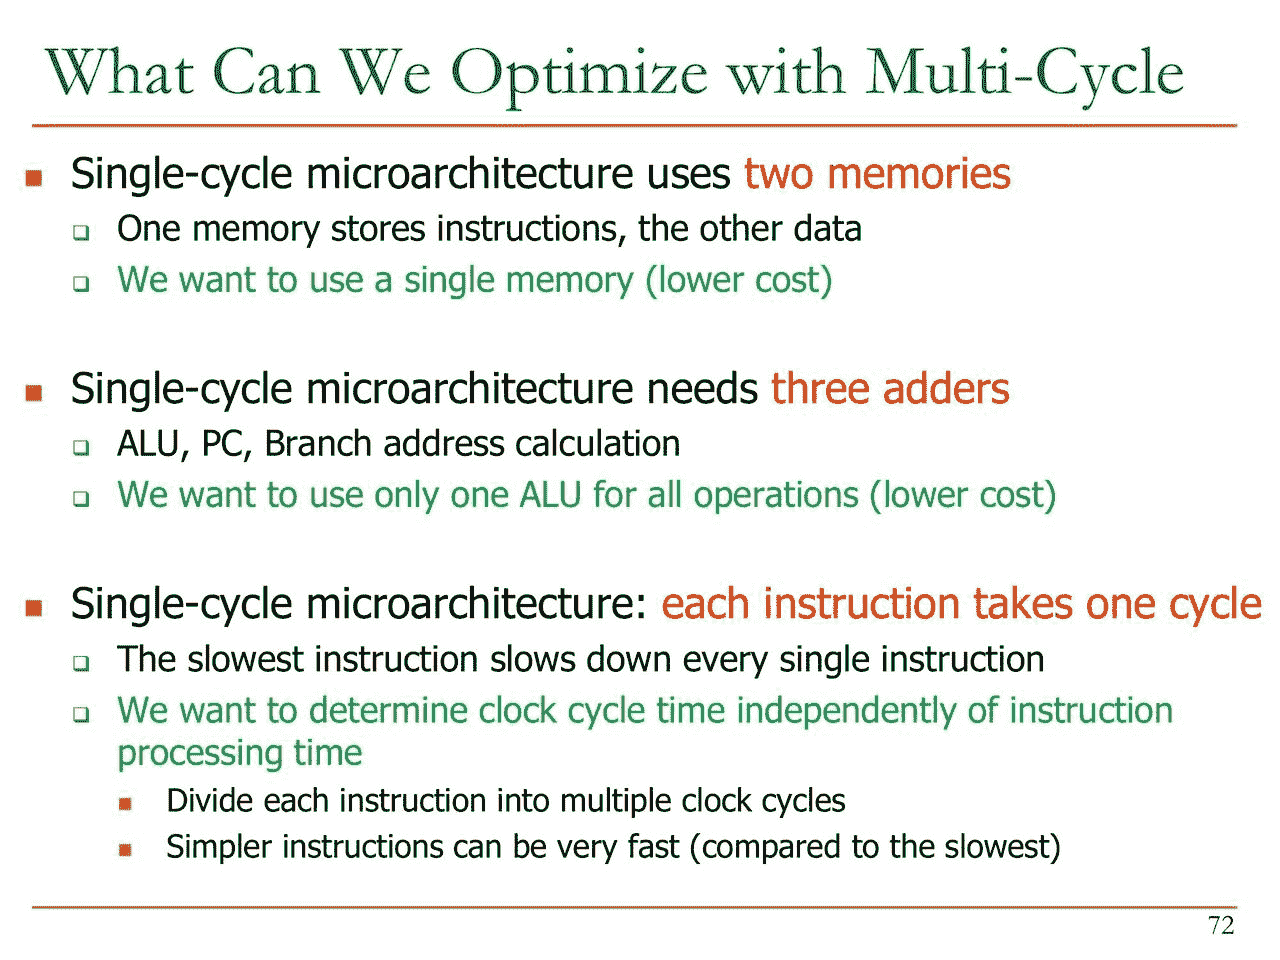 What Can We Optimize with Multi-Cycle
Single-cycle microarchitecture uses two memories
One memory stores instructions, the other data
We want to use a single memory (lower cost)
Single-cycle microarchitecture needs three adders
ALU, PC, Branch address calculation
We want to use only one ALU for all operations (lower cost)
Single-cycle microarchitecture: each instruction takes one cycle
The slowest instruction slows down every single instruction
We want to determine clock cycle time independently of instruction
processing time
Divide each instruction into multiple clock cycles
Simpler instructions can be very fast (compared to the slowest)
72